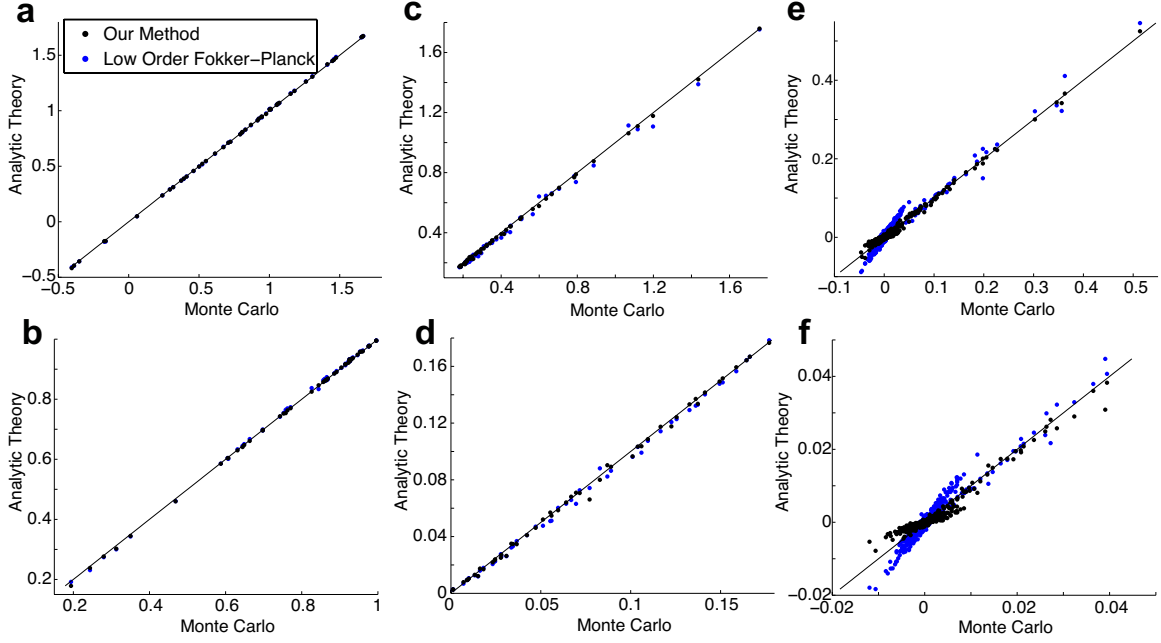 a
1.5
1
0.5
0
−0.5
−0.5
0
0.5
1
1.5
Analytic Theory
Monte Carlo
Our Method
Low Order Fokker−Planck
c
1.6
1.2
0.8
0.4
0.4
0.8
1.2
1.6
Analytic Theory
Monte Carlo
e
0.4
0.2
0
−0.1
0
0.1
0.2
0.3
0.4
0.5
Analytic Theory
Monte Carlo
b
0.8
0.6
0.4
0.2
0.2
0.4
0.6
0.8
1
Analytic Theory
Monte Carlo
d
0.16
0.12
0.08
0.04
0
0
0.05
0.1
0.15
Analytic Theory
Monte Carlo
f
0.04
0.02
0
−0.02
−0.02
0
0.02
0.04
Analytic Theory
Monte Carlo